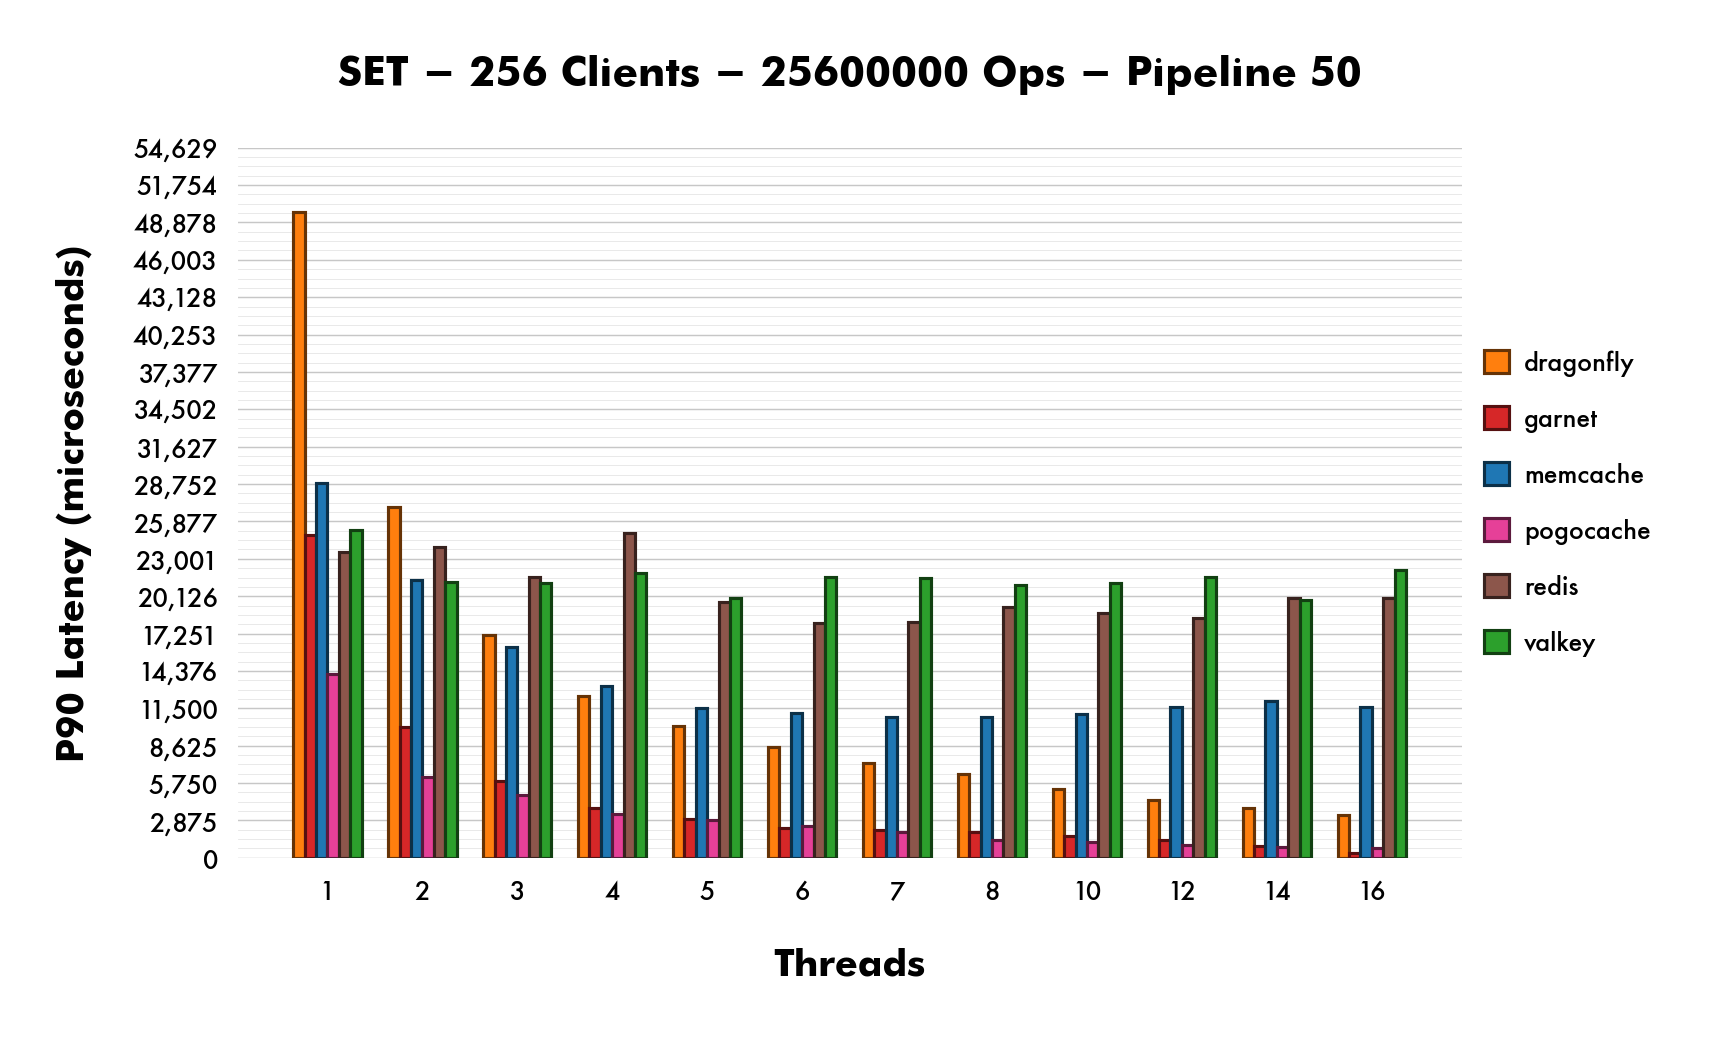 SET – 256 Clients – 25600000 Ops – Pipeline 50
54,629
51,754
48,878
46,003
43,128
40,253
37,377
34,502
31,627
28,752
25,877
23,001
20,126
17,251
14,376
11,500
8,625
5,750
2,875
0
P90 Latency (microseconds)
1 2 3 4 5 6 7 8 10 12 14 16
Threads
dragonfly
garnet
memcache
pogocache
redis
valkey